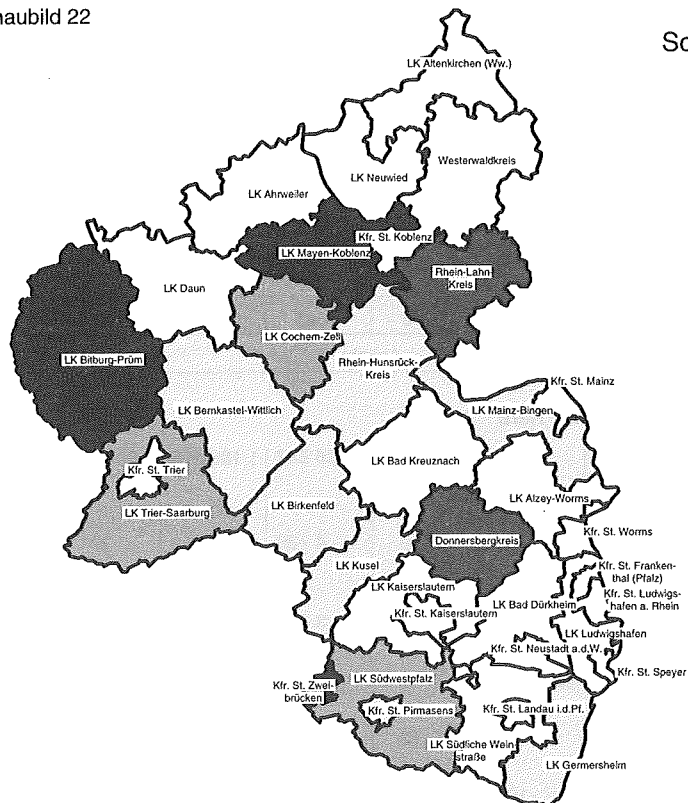 haubild 22
Sc
LK Altenkirchen (Ww.)
Westerwaldkreis
LK Neuwied
LK Ahrweiler
Kfr. St. Koblenz
LK Mayen-Koblenz
Rhein-Lahn-
Kreis
LK Daun
LK Cochem-Zell
LK Bitburg-Prüm
Rhein-Hunsrück-
Kreis
Kfr. St. Mainz
LK Mainz-Bingen
LK Bernkastel-Wittlich
LK Bad Kreuznach
Kfr. St. Trier
LK Alzey-Worms
LK Birkenfeld
LK Trier-Saarburg
Kfr. St. Worms
Donnersbergkreis
LK Kusel
Kfr. St. Franken-
thal (Pfalz)
LK Kaiserslautern
Kfr. St. Ludwigs-
hafen a. Rhein
LK Bad Dürkheim
Kfr. St. Kaiserslautern
LK Ludwigshafen
Kfr. St. Neustadt a.d.W.
Kfr. St. Speyer
LK Südwestpfalz
Kfr. St. Zwei-
brücken
Kfr. St. Pirmasens
Kfr. St. Landau i.d.Pf.
LK Südliche Wein-
straße
LK Germersheim